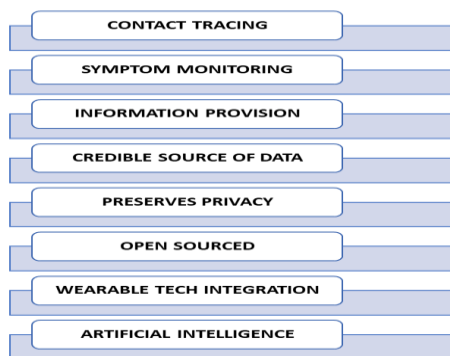 CONTACT TRACING
SYMPTOM MONITORING
INFORMATION PROVISION
CREDIBLE SOURCE OF DATA
PRESERVES PRIVACY
OPEN SOURCED
WEARABLE TECH INTEGRATION
ARTIFICIAL INTELLIGENCE